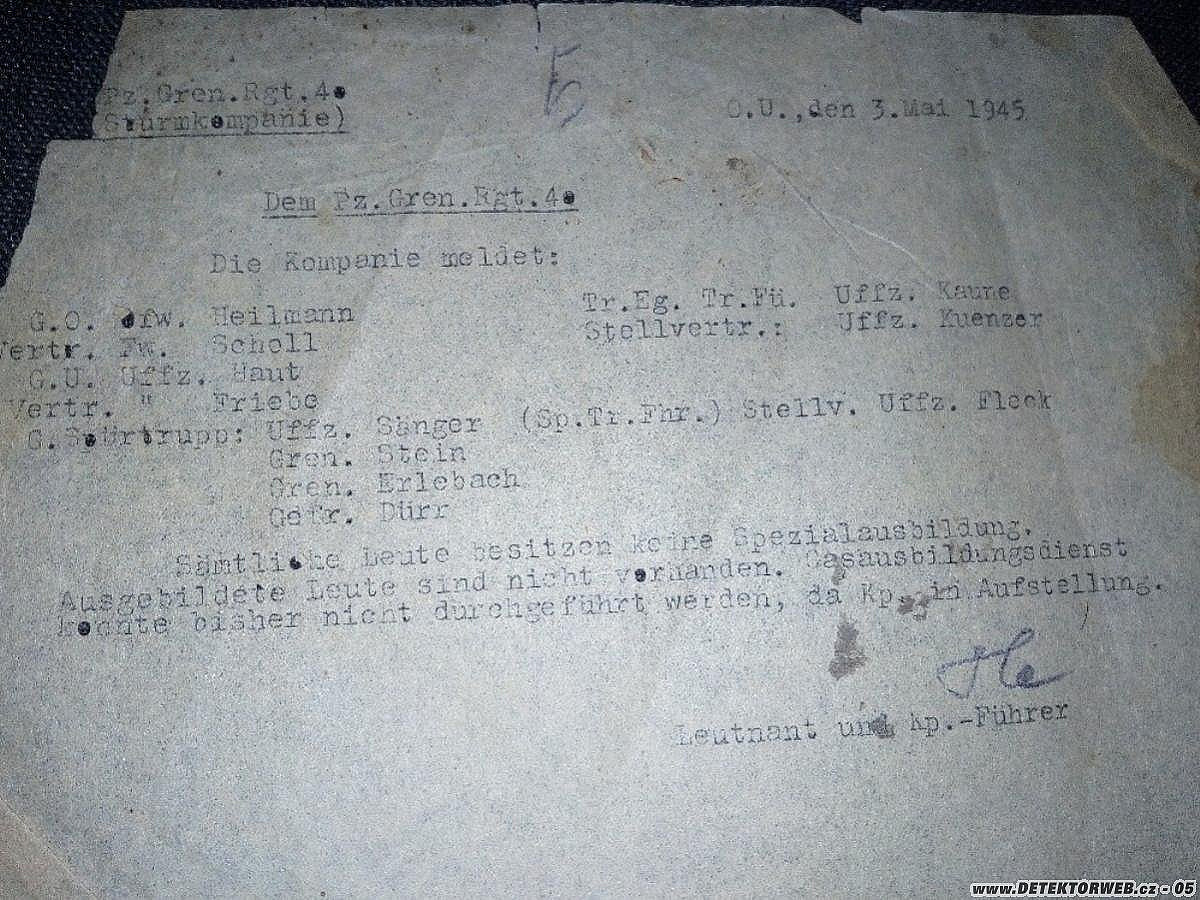 Pz.Gren.Rgt.4.
Sturmkompanie)
O.U.,den 3.Mai 1945
Dem Pz.Gren.Rgt.4.
Die Kompanie meldet:
G.O. Ofw. Heilmann
Vertr. Fw. Scholl
G.U. Uffz. Haut
Vertr. " Friebe
Tr.Eg. Tr.Fü. Uffz. Kaune
Stellvertr.: Uffz. Kuenzer
G.Spürtrupp: Uffz. Sänger (Sp.Tr.Fhr.) Stellv. Uffz. Fleck
Gren. Stein
Gren. Erlebach
Gefr. Dürr
Sämtliche Leute besitzen keine Spezialausbildung.
Ausgebildete Leute sind nicht vorhanden. Gasausbildungsdienst
konnte bisher nicht durchgeführt werden, da Kp. in Aufstellung.
Leutnant und Kp.-Führer
www.DETEKTORWEB.cz - 05